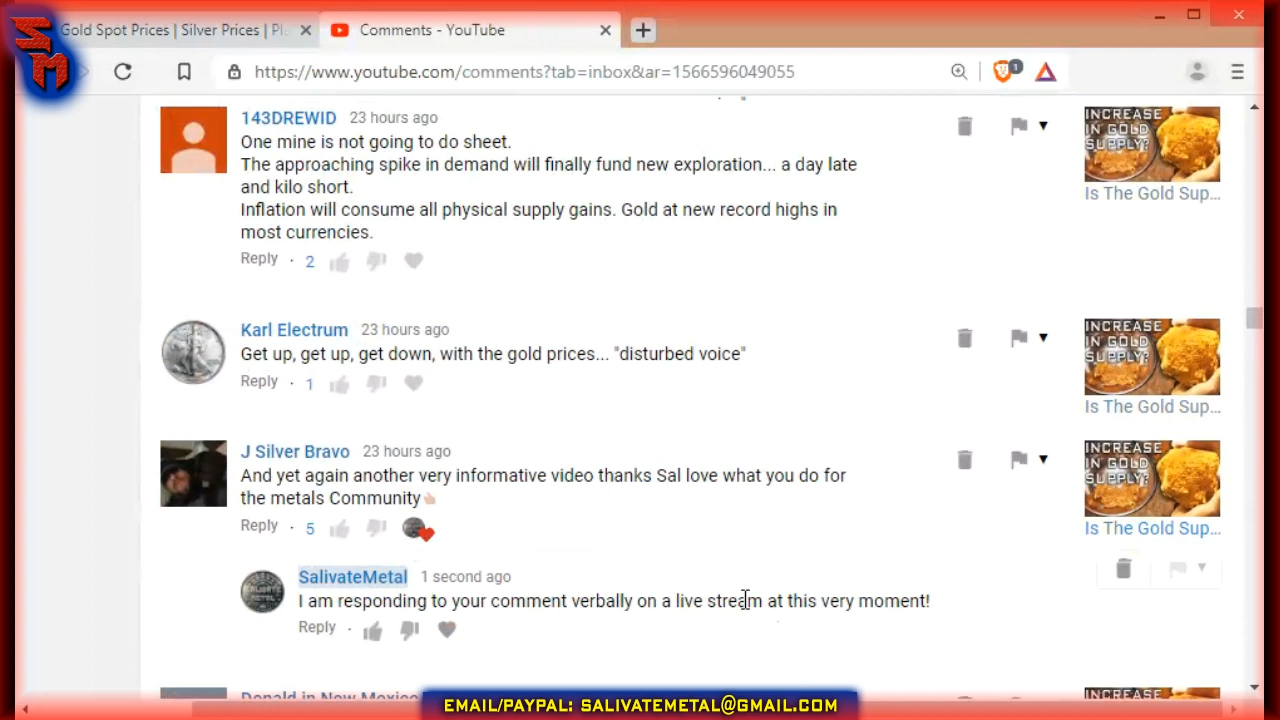 SM
Gold Spot Prices | Silver Prices | Pl
Comments - YouTube
https://www.youtube.com/comments?tab=inbox&ar=1566596049055
1
143DREWID 23 hours ago
One mine is not going to do sheet.
The approaching spike in demand will finally fund new exploration... a day late
and kilo short.
Inflation will consume all physical supply gains. Gold at new record highs in
most currencies.
Reply · 2
INCREASE
IN GOLD
SUPPLY?
Is The Gold Sup...
Karl Electrum 23 hours ago
Get up, get up, get down, with the gold prices... "disturbed voice"
Reply · 1
INCREASE
IN GOLD
SUPPLY?
Is The Gold Sup...
J Silver Bravo 23 hours ago
And yet again another very informative video thanks Sal love what you do for
the metals Community
Reply · 5
INCREASE
IN GOLD
SUPPLY?
Is The Gold Sup...
SalivateMetal 1 second ago
I am responding to your comment verbally on a live stream at this very moment!
Reply ·
Donald in New Mexico
INCREASE
EMAIL/PAYPAL: SALIVATEMETAL@GMAIL.COM